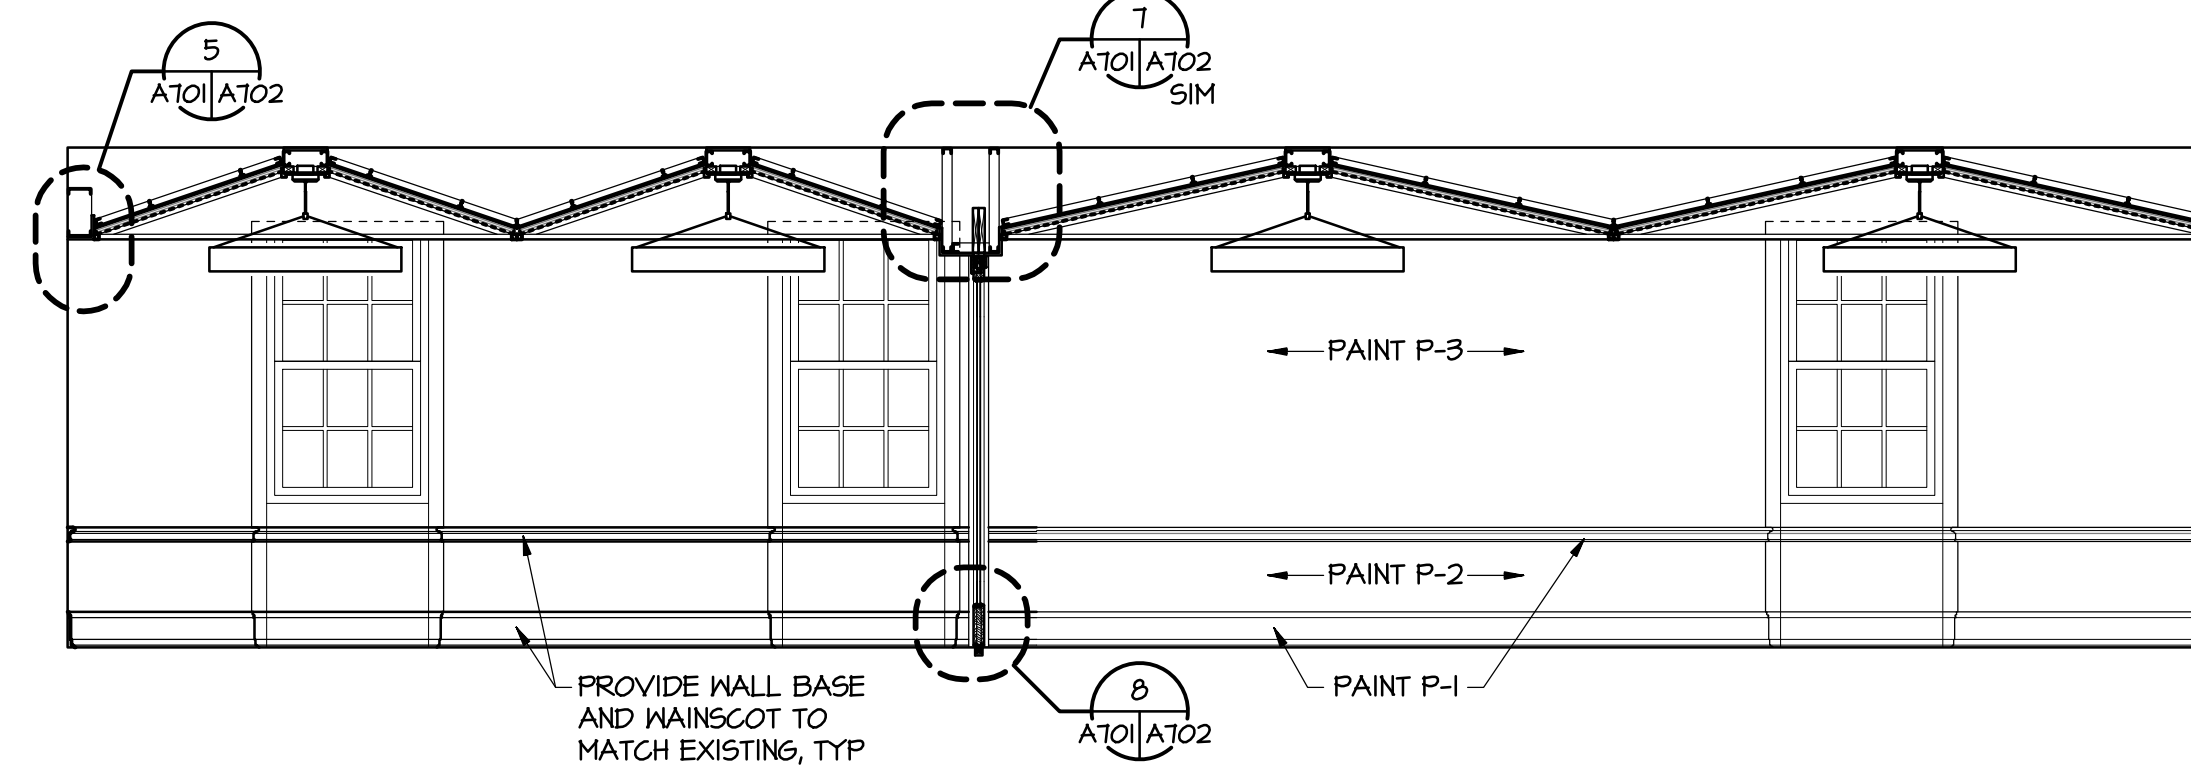 7
A701 A702
SIM
5
A701 A702
PAINT P-3
PAINT P-2
PROVIDE WALL BASE
AND WAINSCOT TO
MATCH EXISTING, TYP
PAINT P-1
8
A701 A702